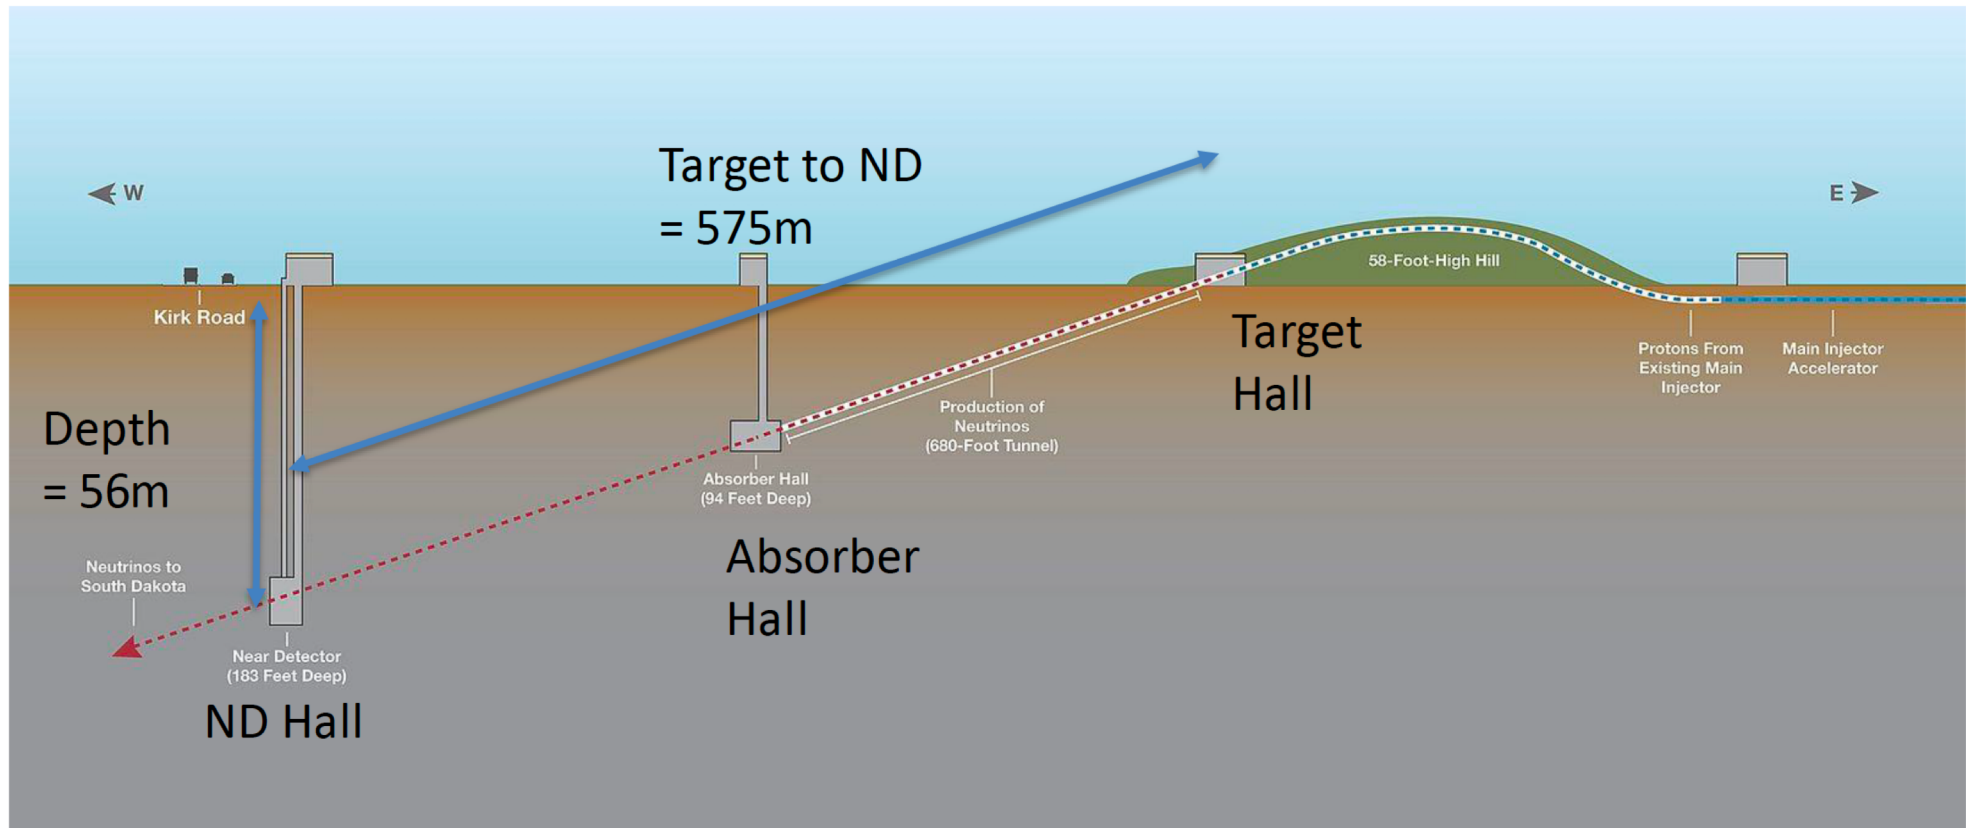 Target to ND
= 575m
W
E
58-Foot-High Hill
Kirk Road
Target
Hall
Protons From
Existing Main
Injector
Main Injector
Accelerator
Depth
= 56m
Production of
Neutrinos
(680-Foot Tunnel)
Absorber Hall
(94 Feet Deep)
Absorber
Hall
Neutrinos to
South Dakota
Near Detector
(183 Feet Deep)
ND Hall